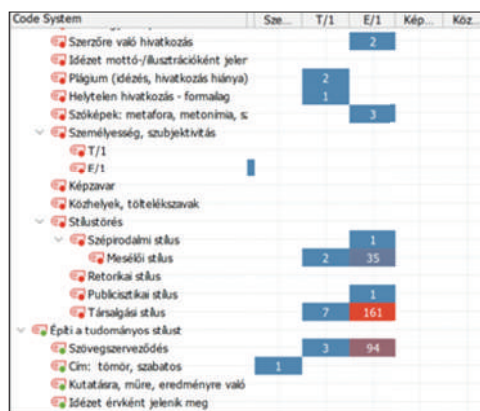 Code System Sze... T/1 E/1 Kép... Köz...
Szerzőre való hivatkozás 2
Idézet mottó-/illusztrációként jeler
Plágium (idézés, hivatkozás hiánya) 2
Helytelen hivatkozás - formailag 1
Szóképek: metafora, metonímia, sz 3
Személyesség, szubjektivitás
T/1
E/1
Képzavar
Közhelyek, töltelékszavak
Stílustörés
Szépirodalmi stílus 1
Mesélői stílus 2 35
Retorikai stílus
Publicisztikai stílus 1
Társalgási stílus 7 161
Építi a tudományos stílust
Szövegszerveződés 3 94
Cím: tömör, szabatos 1
Kutatásra, műre, eredményre való
Idézet érvként jelenik meg